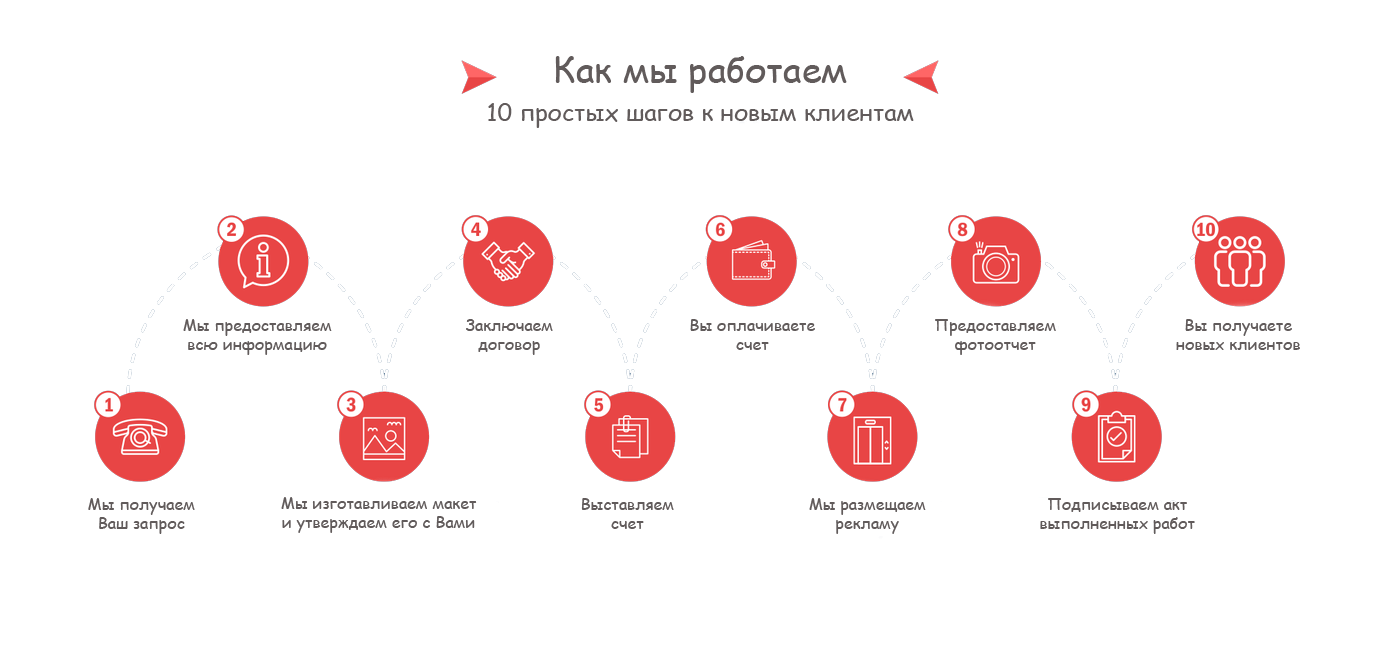 Как мы работаем
10 простых шагов к новым клиентам
1
Мы получаем
Ваш запрос
2
Мы предоставляем
всю информацию
3
Мы изготавливаем макет
и утверждаем его с Вами
4
Заключаем
договор
5
Выставляем
счет
6
Вы оплачиваете
счет
7
Мы размещаем
рекламу
8
Предоставляем
фотоотчет
9
Подписываем акт
выполненных работ
10
Вы получаете
новых клиентов